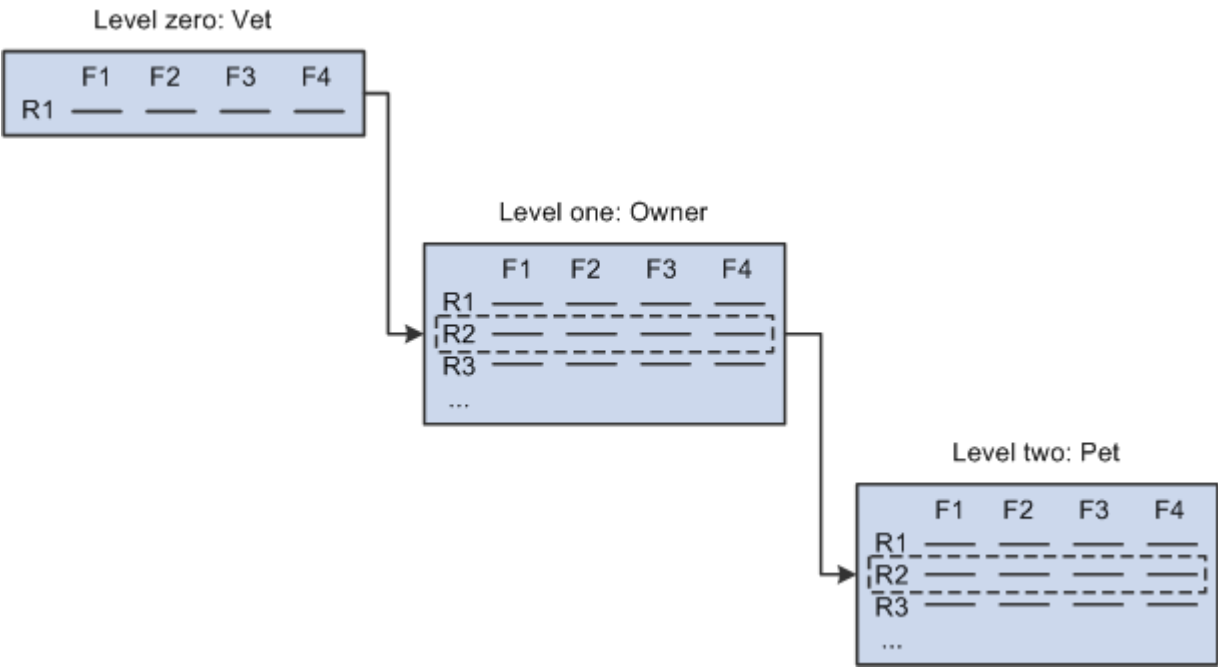 Level zero: Vet
F1 F2 F3 F4
R1
Level one: Owner
F1 F2 F3 F4
R1
R2
R3
...
Level two: Pet
F1 F2 F3 F4
R1
R2
R3
...